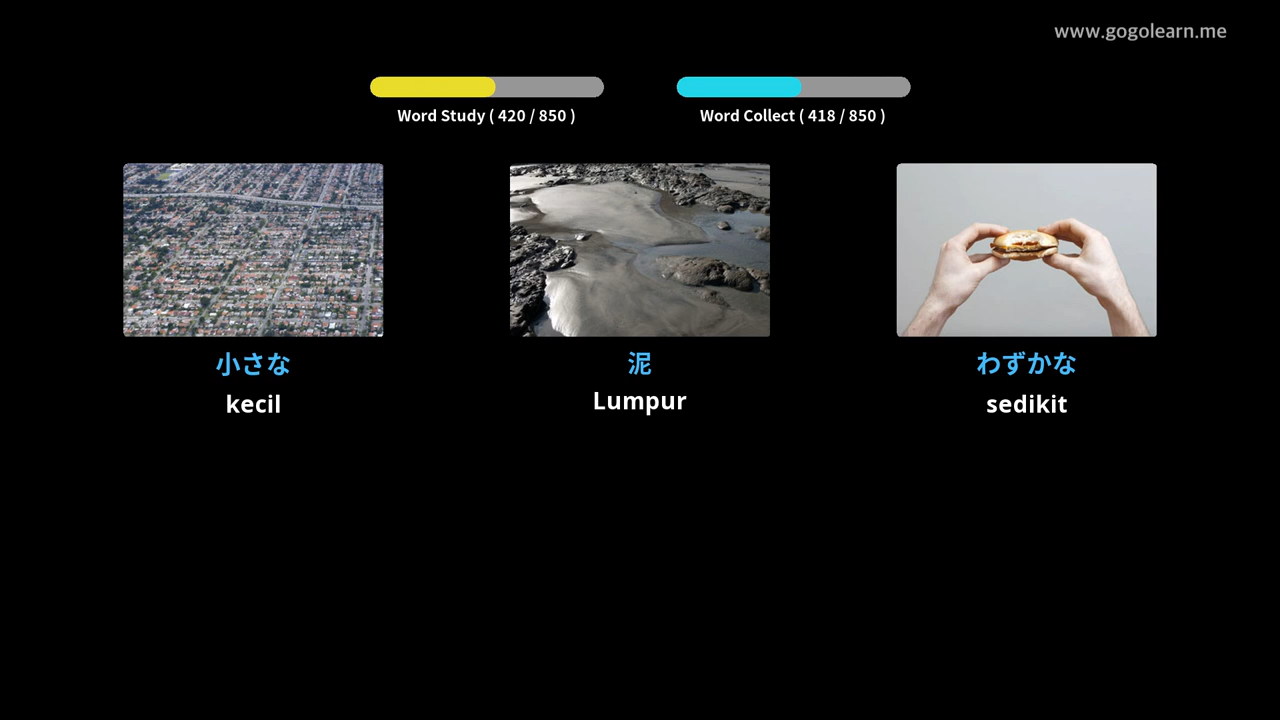 www.gogolearn.me
Word Study ( 420 / 850 )
Word Collect ( 418 / 850 )
小さな
kecil
泥
Lumpur
わずかな
sedikit